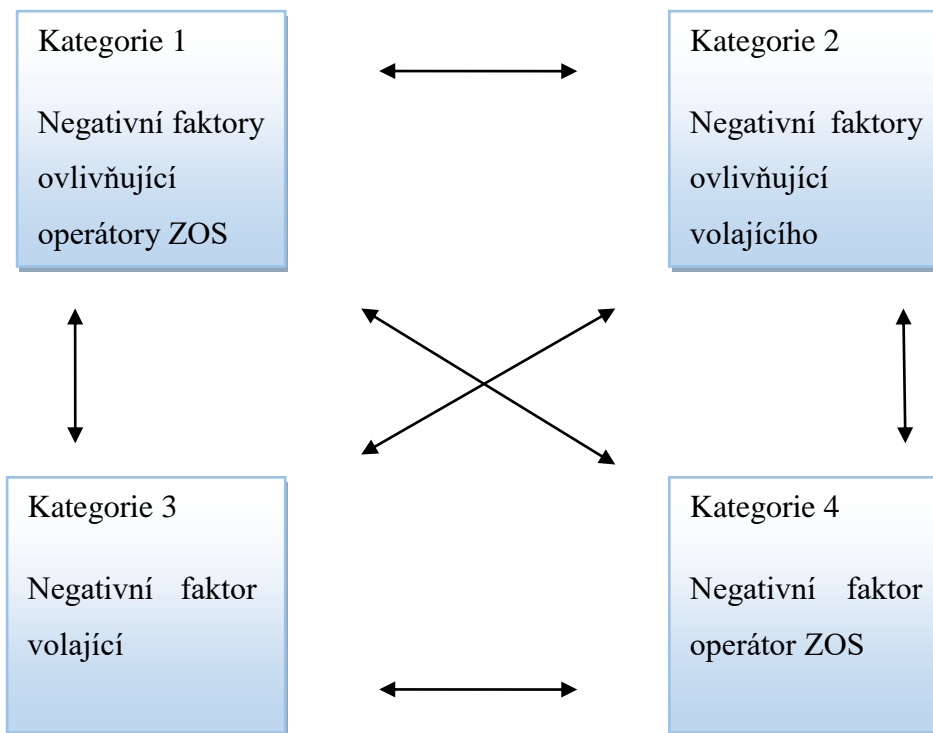 Kategorie 1
Negativní faktory
ovlivňující
operátory ZOS
Kategorie 2
Negativní faktory
ovlivňující
volajícího
Kategorie 3
Negativní faktor
volající
Kategorie 4
Negativní faktor
operátor ZOS